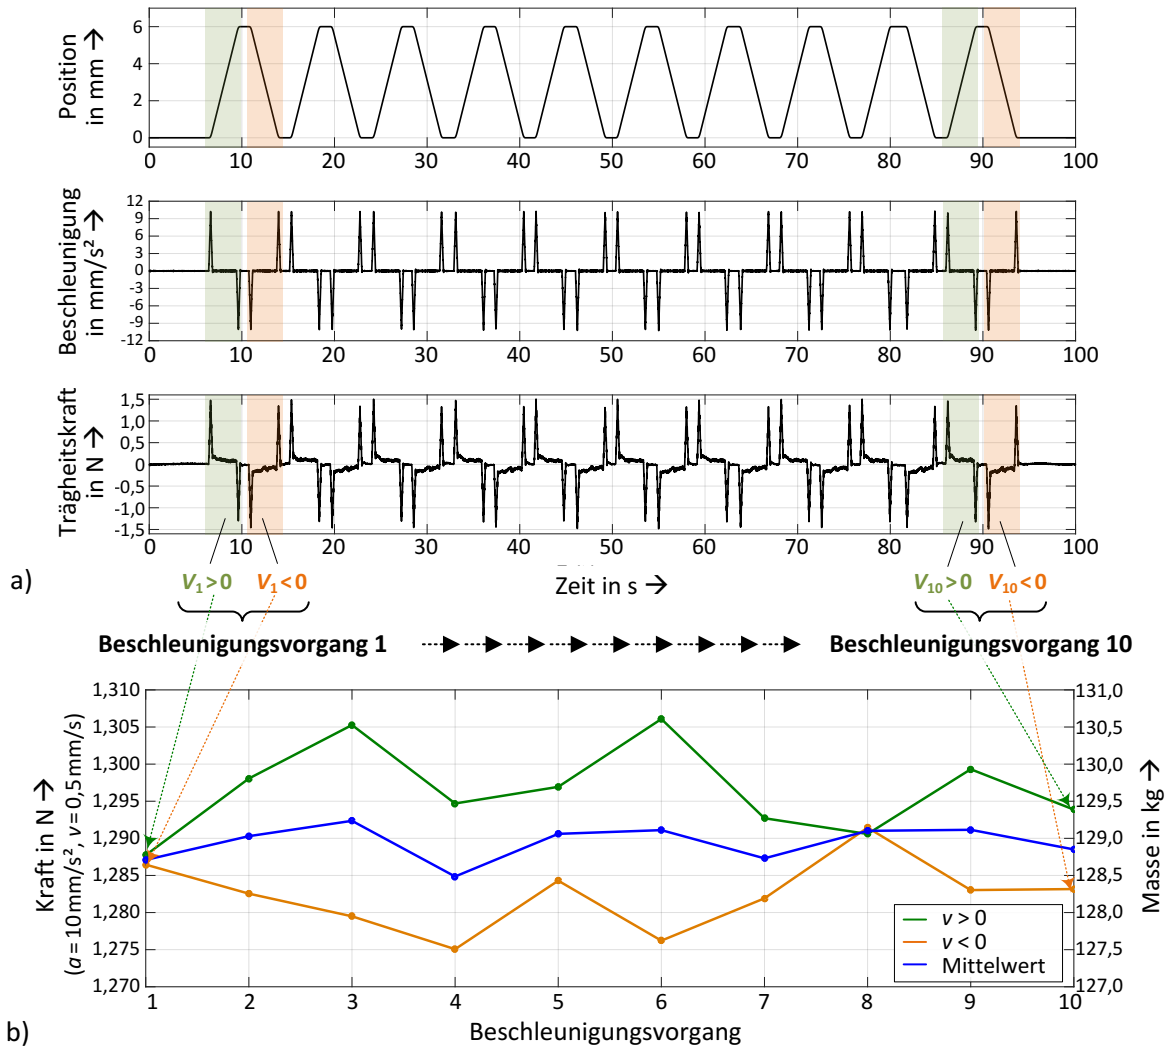 Position
in mm →
6
4
2
0
0 10 20 30 40 50 60 70 80 90 100
Beschleunigung
in mm/s² →
12
9
6
3
0
-3
-6
-9
-12
0 10 20 30 40 50 60 70 80 90 100
Trägheitskraft
in N →
1,5
1,0
0,5
0
-0,5
-1,0
-1,5
0 10 20 30 40 50 60 70 80 90 100
a)
V₁ > 0 V₁ < 0 Zeit in s → V₁₀ > 0 V₁₀ < 0
Beschleunigungsvorgang 1 Beschleunigungsvorgang 10
Kraft in N →
(a = 10 mm/s², v = 0,5 mm/s)
1,310
1,305
1,300
1,295
1,290
1,285
1,280
1,275
1,270
131,0
130,5
130,0
129,5
129,0
128,5
128,0
127,5
127,0
Masse in kg →
v > 0
v < 0
Mittelwert
1 2 3 4 5 6 7 8 9 10
b)
Beschleunigungsvorgang